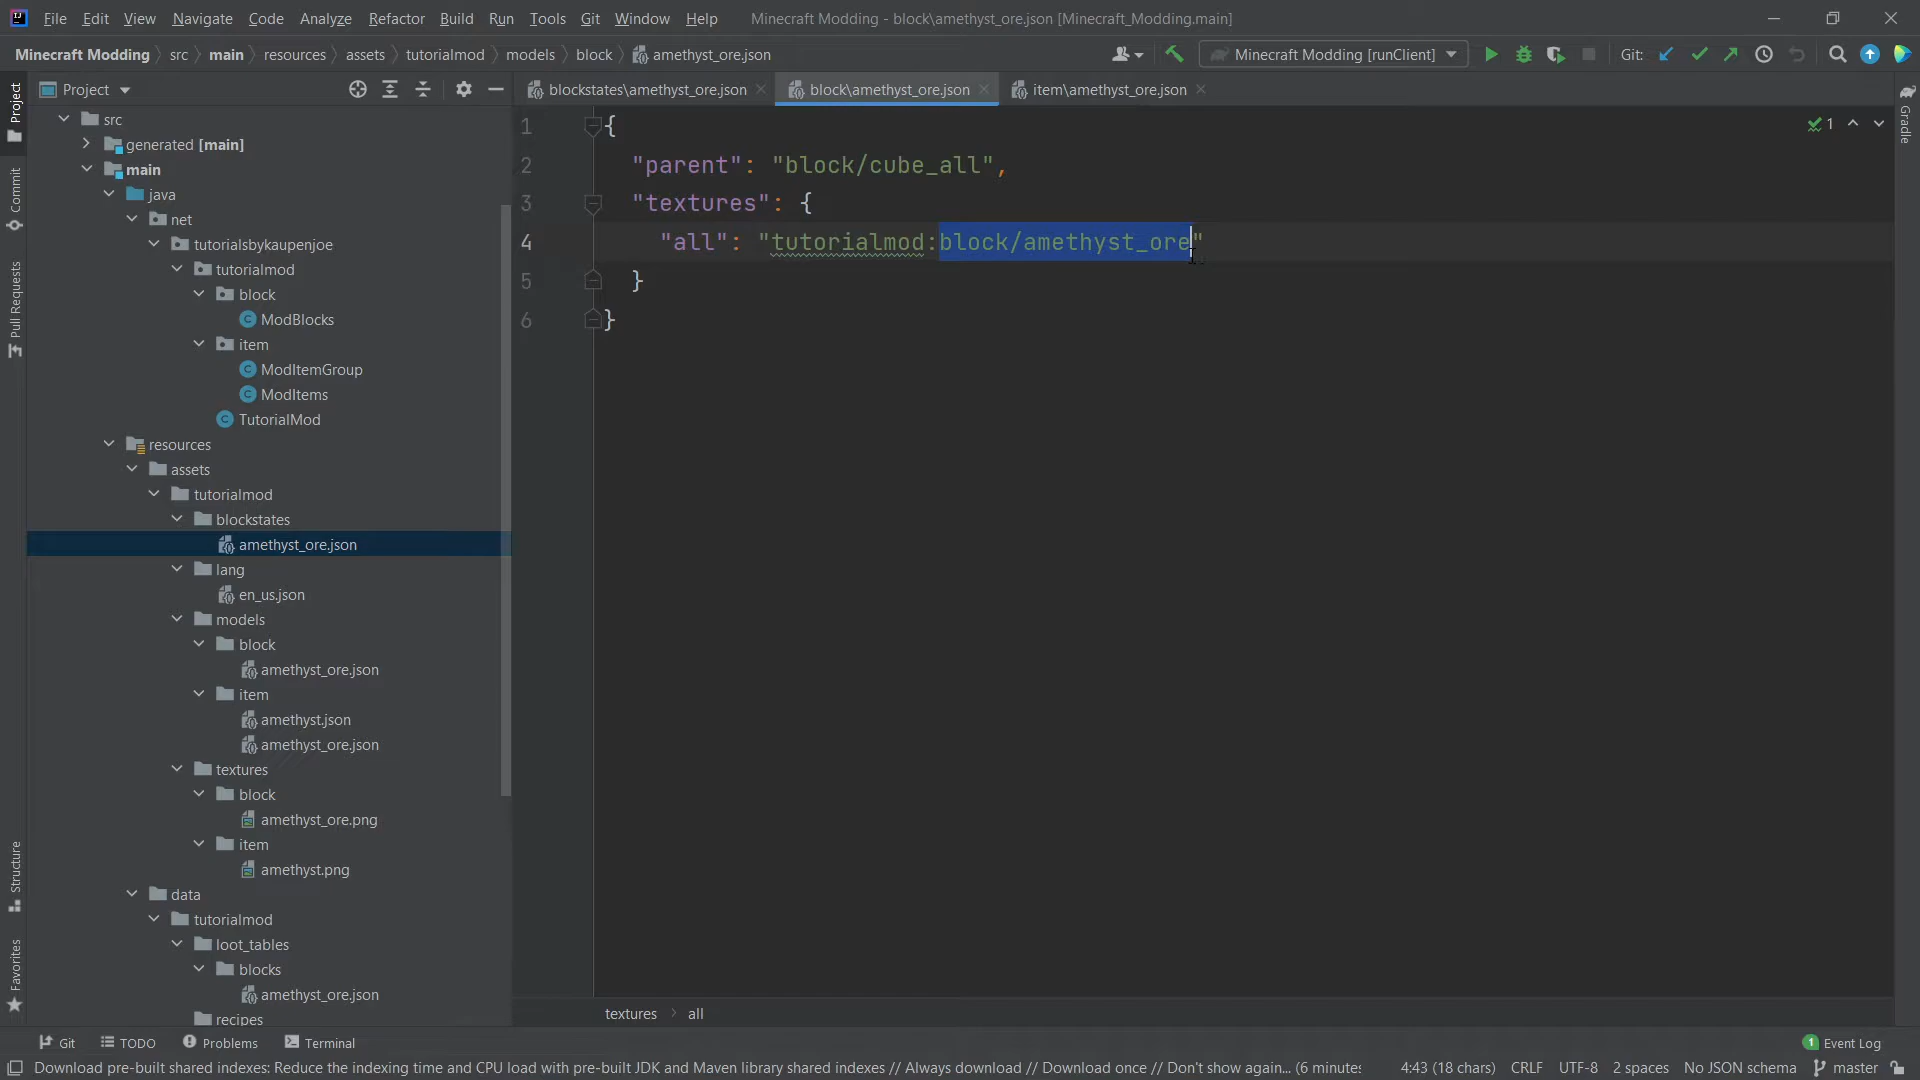 File Edit View Navigate Code Analyze Refactor Build Run Tools Git Window Help Minecraft Modding - block\amethyst_ore.json [Minecraft_Modding.main]
Minecraft Modding src main resources assets tutorialmod models block amethyst_ore.json Minecraft Modding [runClient] Git:
Project
blockstates\amethyst_ore.json block\amethyst_ore.json item\amethyst_ore.json
Project
Commit
Pull Requests
Structure
Favorites
src
generated [main]
main
java
net
tutorialsbykaupenjoe
tutorialmod
block
ModBlocks
item
ModItemGroup
ModItems
TutorialMod
resources
assets
tutorialmod
blockstates
amethyst_ore.json
lang
en_us.json
models
block
amethyst_ore.json
item
amethyst.json
amethyst_ore.json
textures
block
amethyst_ore.png
item
amethyst.png
data
tutorialmod
loot_tables
blocks
amethyst_ore.json
recipes
1 {
2 "parent": "block/cube_all",
3 "textures": {
4 "all": "tutorialmod:block/amethyst_ore"
5 }
6 }
1
Gradle
textures all
Git TODO Problems Terminal 1 Event Log
Download pre-built shared indexes: Reduce the indexing time and CPU load with pre-built JDK and Maven library shared indexes // Always download // Download once // Don't show again... (6 minutes 4:43 (18 chars) CRLF UTF-8 2 spaces No JSON schema master